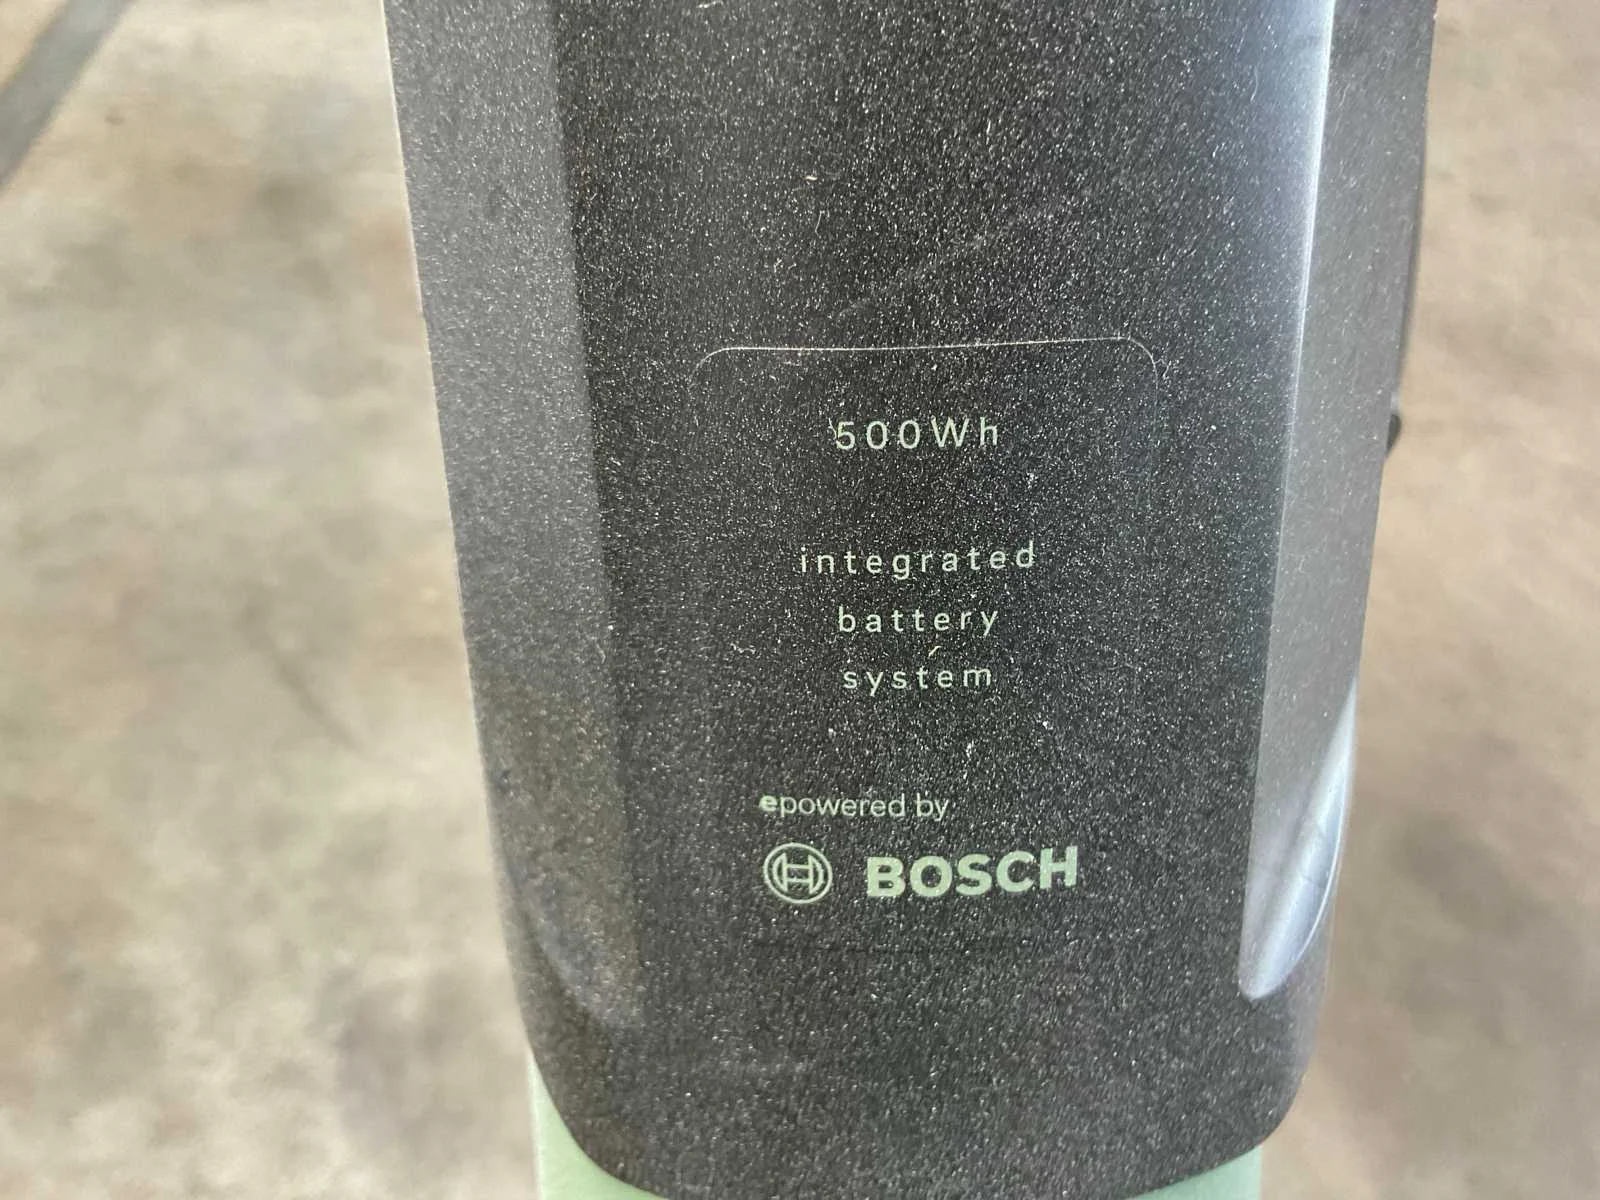 500Wh
integrated
battery
system
epowered by
BOSCH